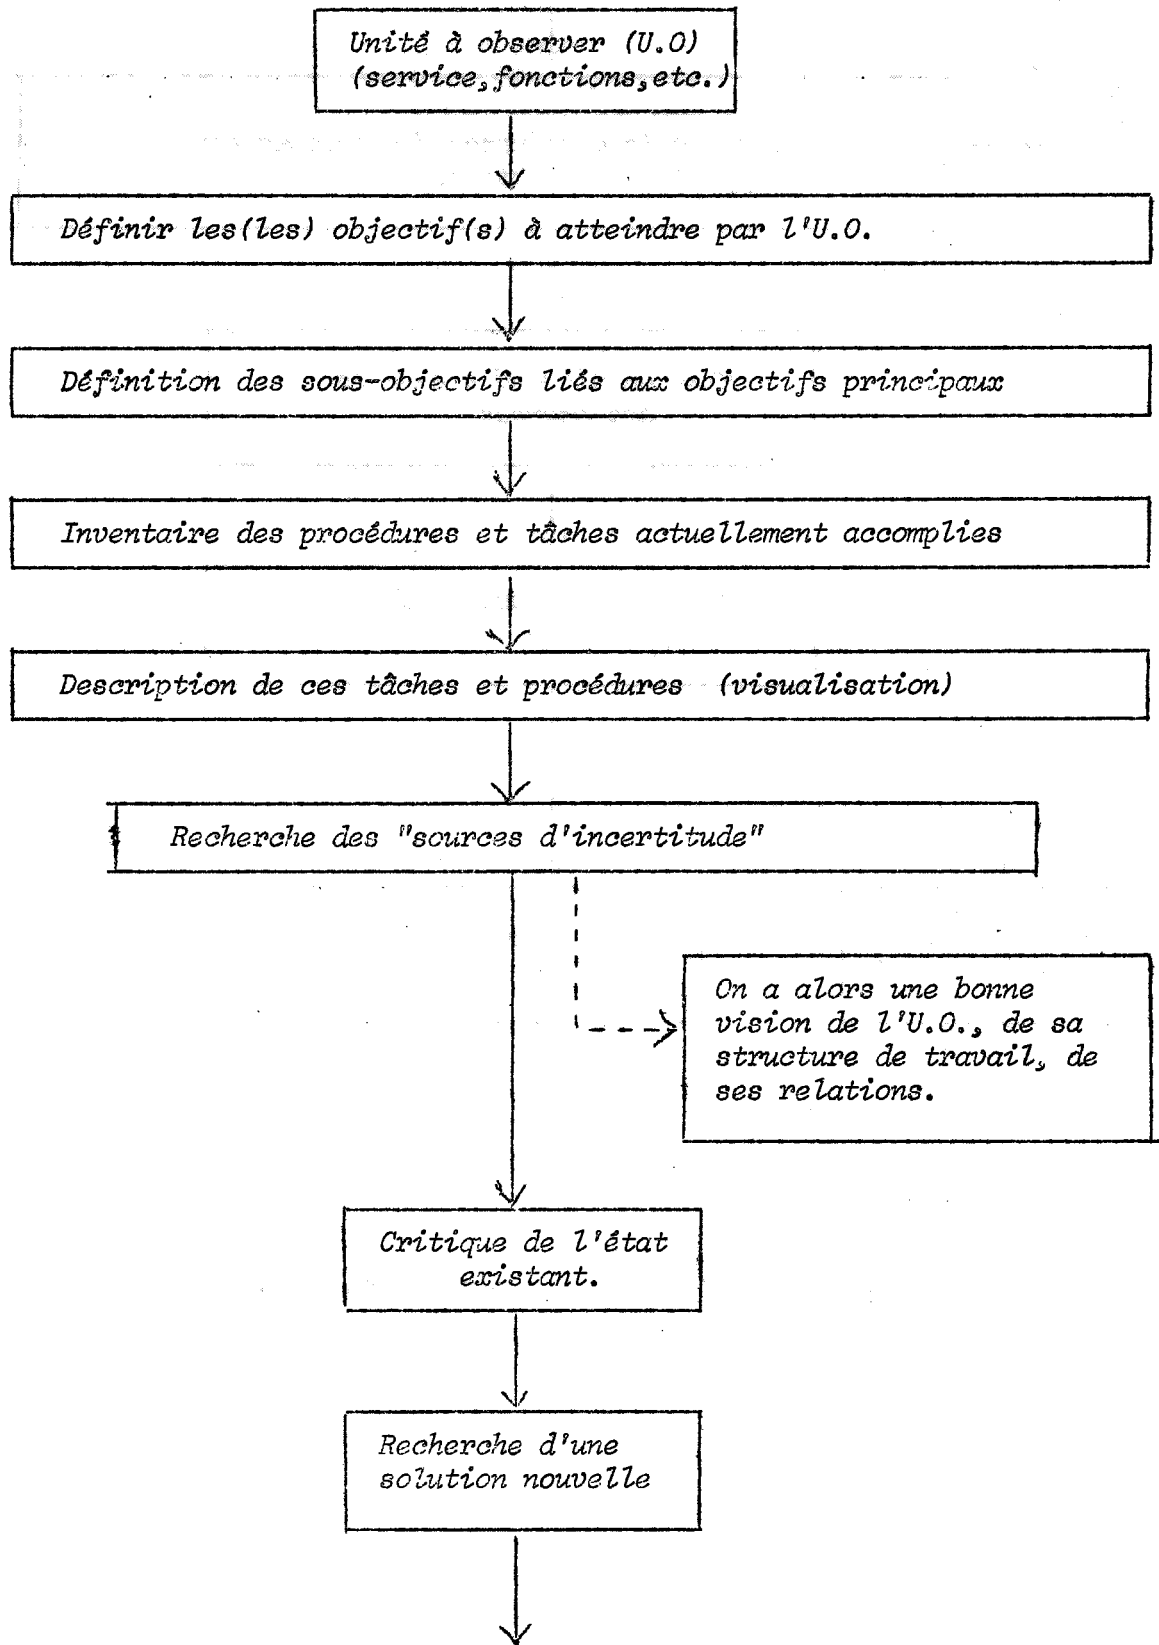 Unité à observer (U.O)
(service,fonctions,etc.)
Définir les(les) objectif(s) à atteindre par l'U.O.
Définition des sous-objectifs liés aux objectifs principaux
Inventaire des procédures et tâches actuellement accomplies
Description de ces tâches et procédures (visualisation)
Recherche des "sources d'incertitude"
On a alors une bonne
vision de l'U.O., de sa
structure de travail, de
ses relations.
Critique de l'état
existant.
Recherche d'une
solution nouvelle